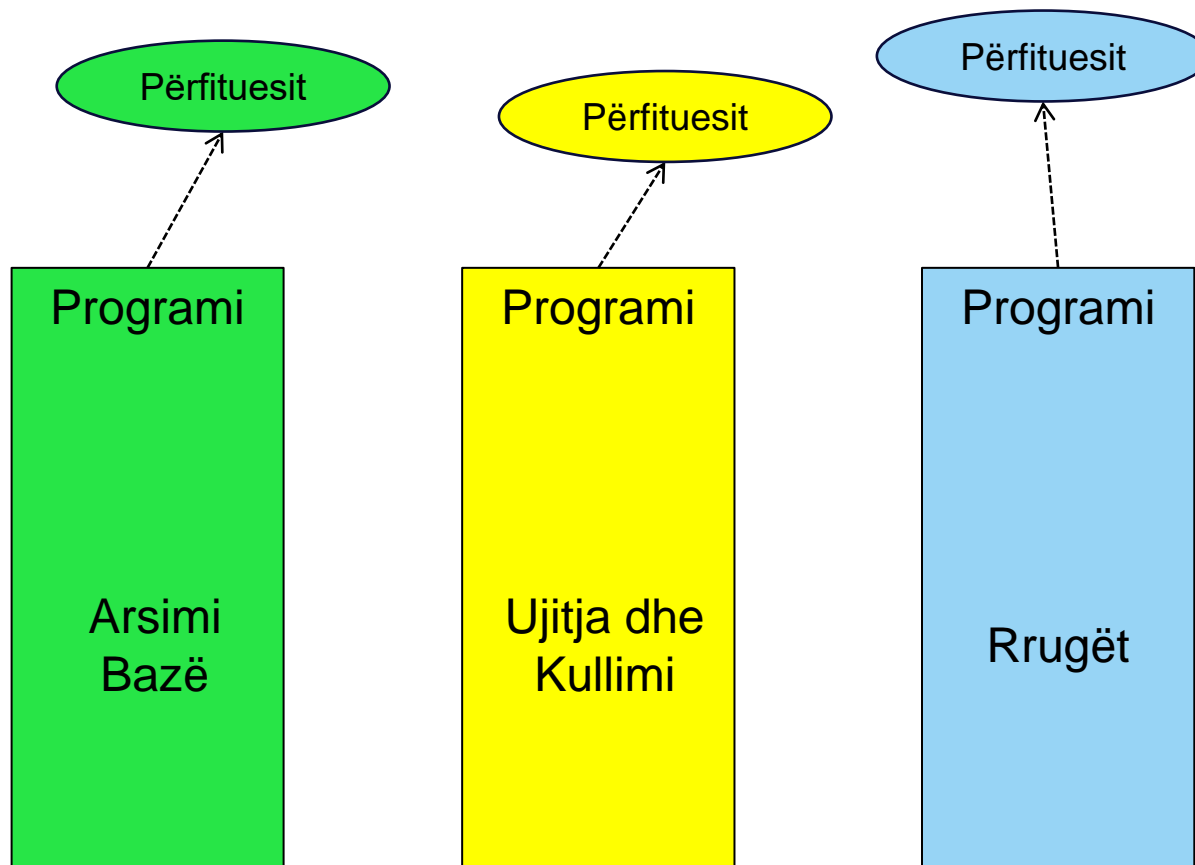 Përfituesit
Përfituesit
Përfituesit
Programi
Programi
Programi
Arsimi
Bazë
Ujitja dhe
Kullimi
Rrugët